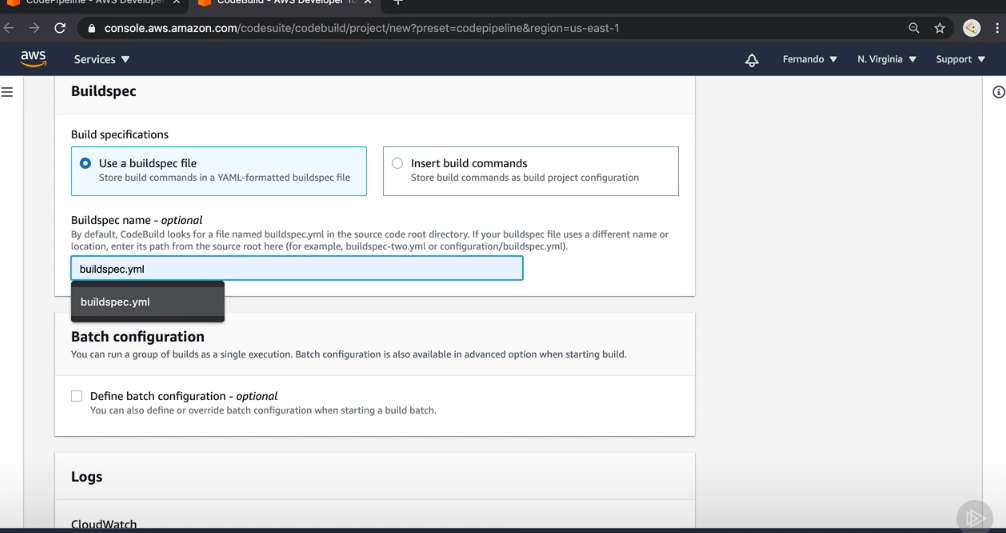 CodePipeline - AWS Developer
CodeBuild - AWS Developer To
console.aws.amazon.com/codesuite/codebuild/project/new?preset=codepipeline&region=us-east-1
aws
Services
Fernando
N. Virginia
Support
Buildspec
Build specifications
Use a buildspec file
Store build commands in a YAML-formatted buildspec file
Insert build commands
Store build commands as build project configuration
Buildspec name - optional
By default, CodeBuild looks for a file named buildspec.yml in the source code root directory. If your buildspec file uses a different name or
location, enter its path from the source root here (for example, buildspec-two.yml or configuration/buildspec.yml).
buildspec.yml
buildspec.yml
Batch configuration
You can run a group of builds as a single execution. Batch configuration is also available in advanced option when starting build.
Define batch configuration - optional
You can also define or override batch configuration when starting a build batch.
Logs
CloudWatch